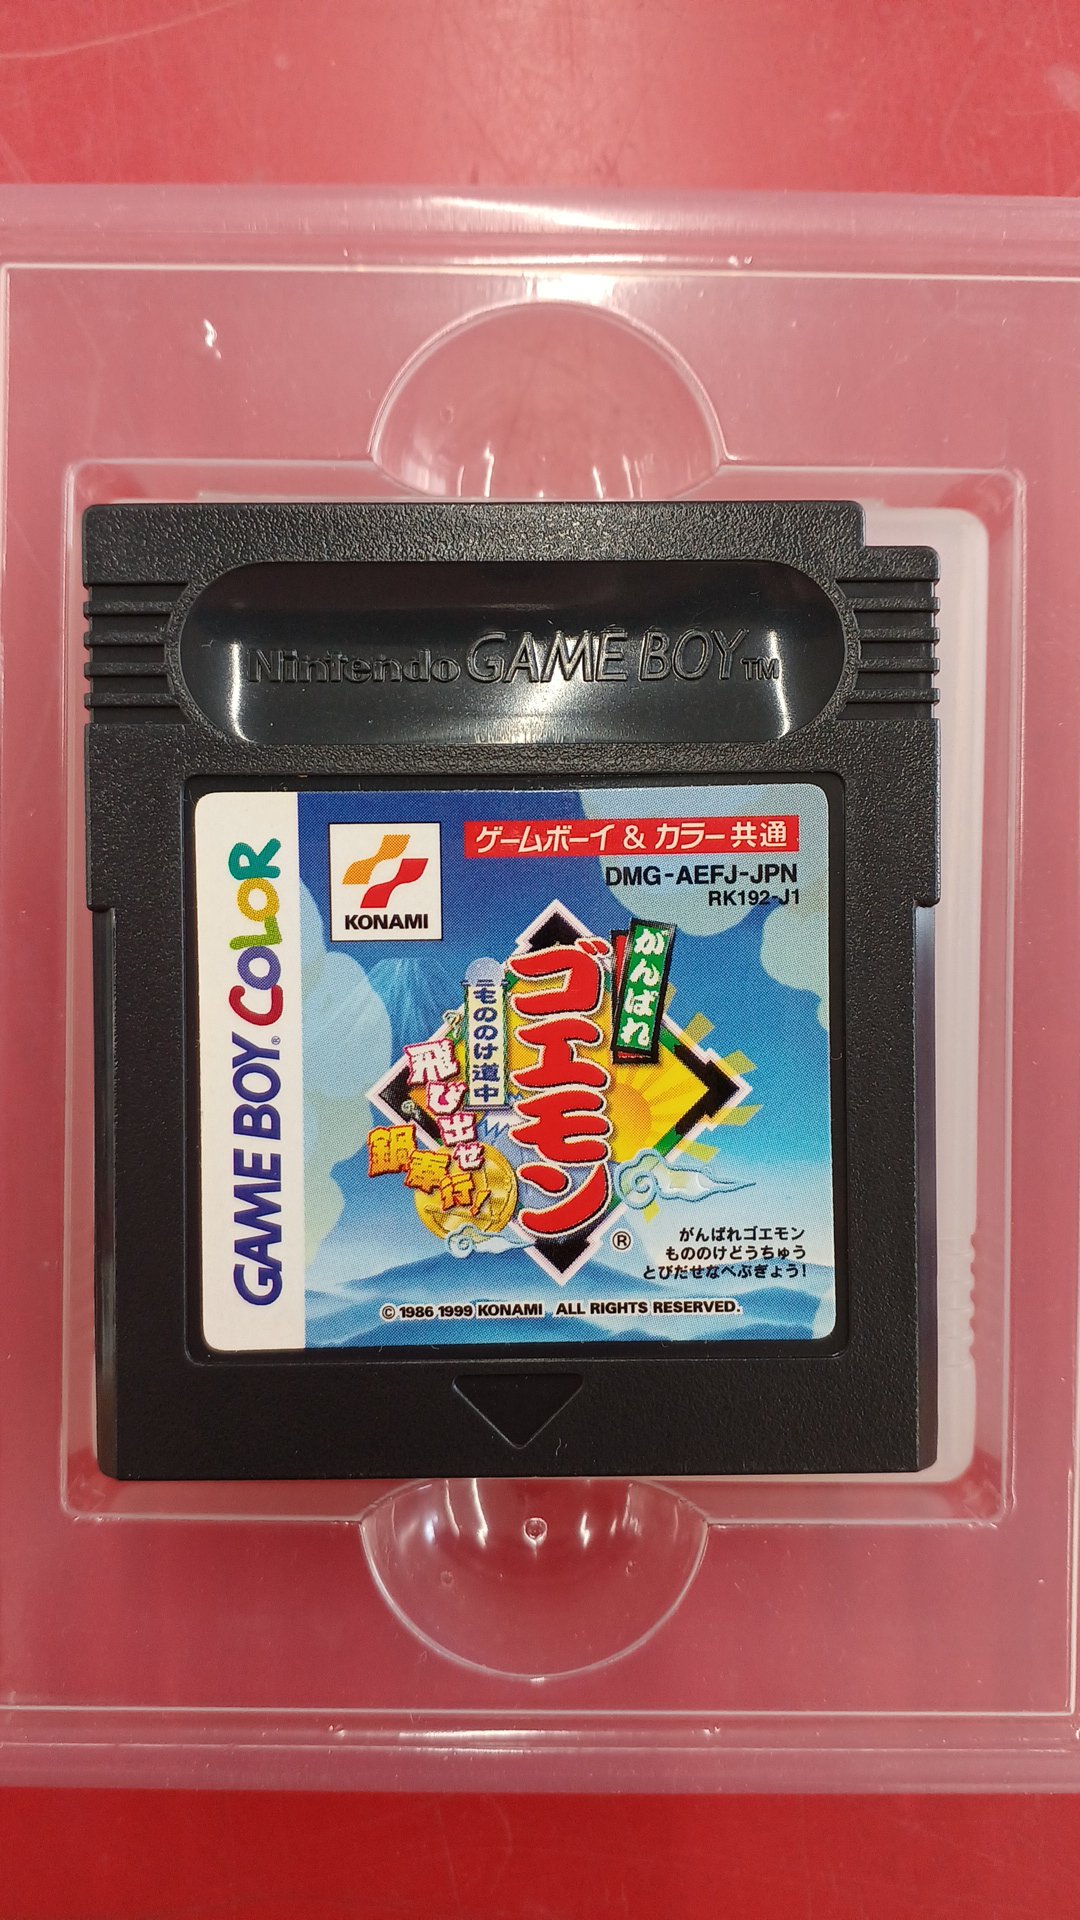 Nintendo GAME BOY TM
GAME BOY COLOR
KONAMI
ゲームボーイ & カラー共通
DMG-AEFJ-JPN
RK192-J1
がんばれ
ゴエモン
もののけ道中
飛び出せ
鍋奉行!
®
がんばれゴエモン
もののけどうちゅう
とびだせなべぶぎょう!
© 1986 1999 KONAMI ALL RIGHTS RESERVED.